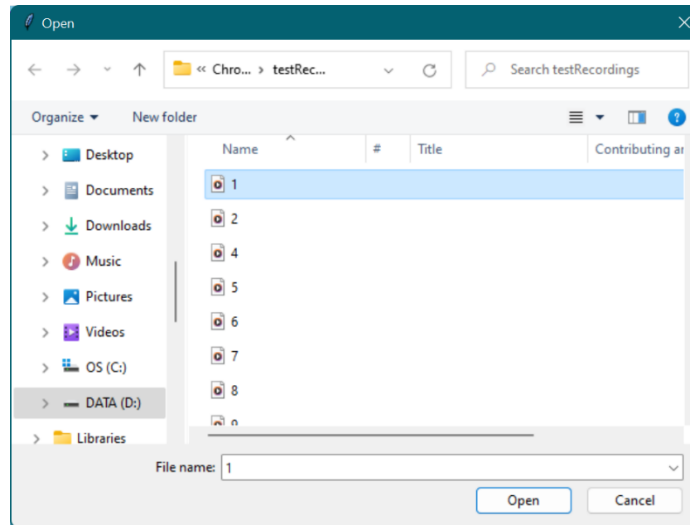 Open
« Chro... › testRec...
Search testRecordings
Organize
New folder
Name # Title Contributing ar
Desktop
Documents
Downloads
Music
Pictures
Videos
OS (C:)
DATA (D:)
Libraries
1
2
4
5
6
7
8
File name: 1
Open Cancel